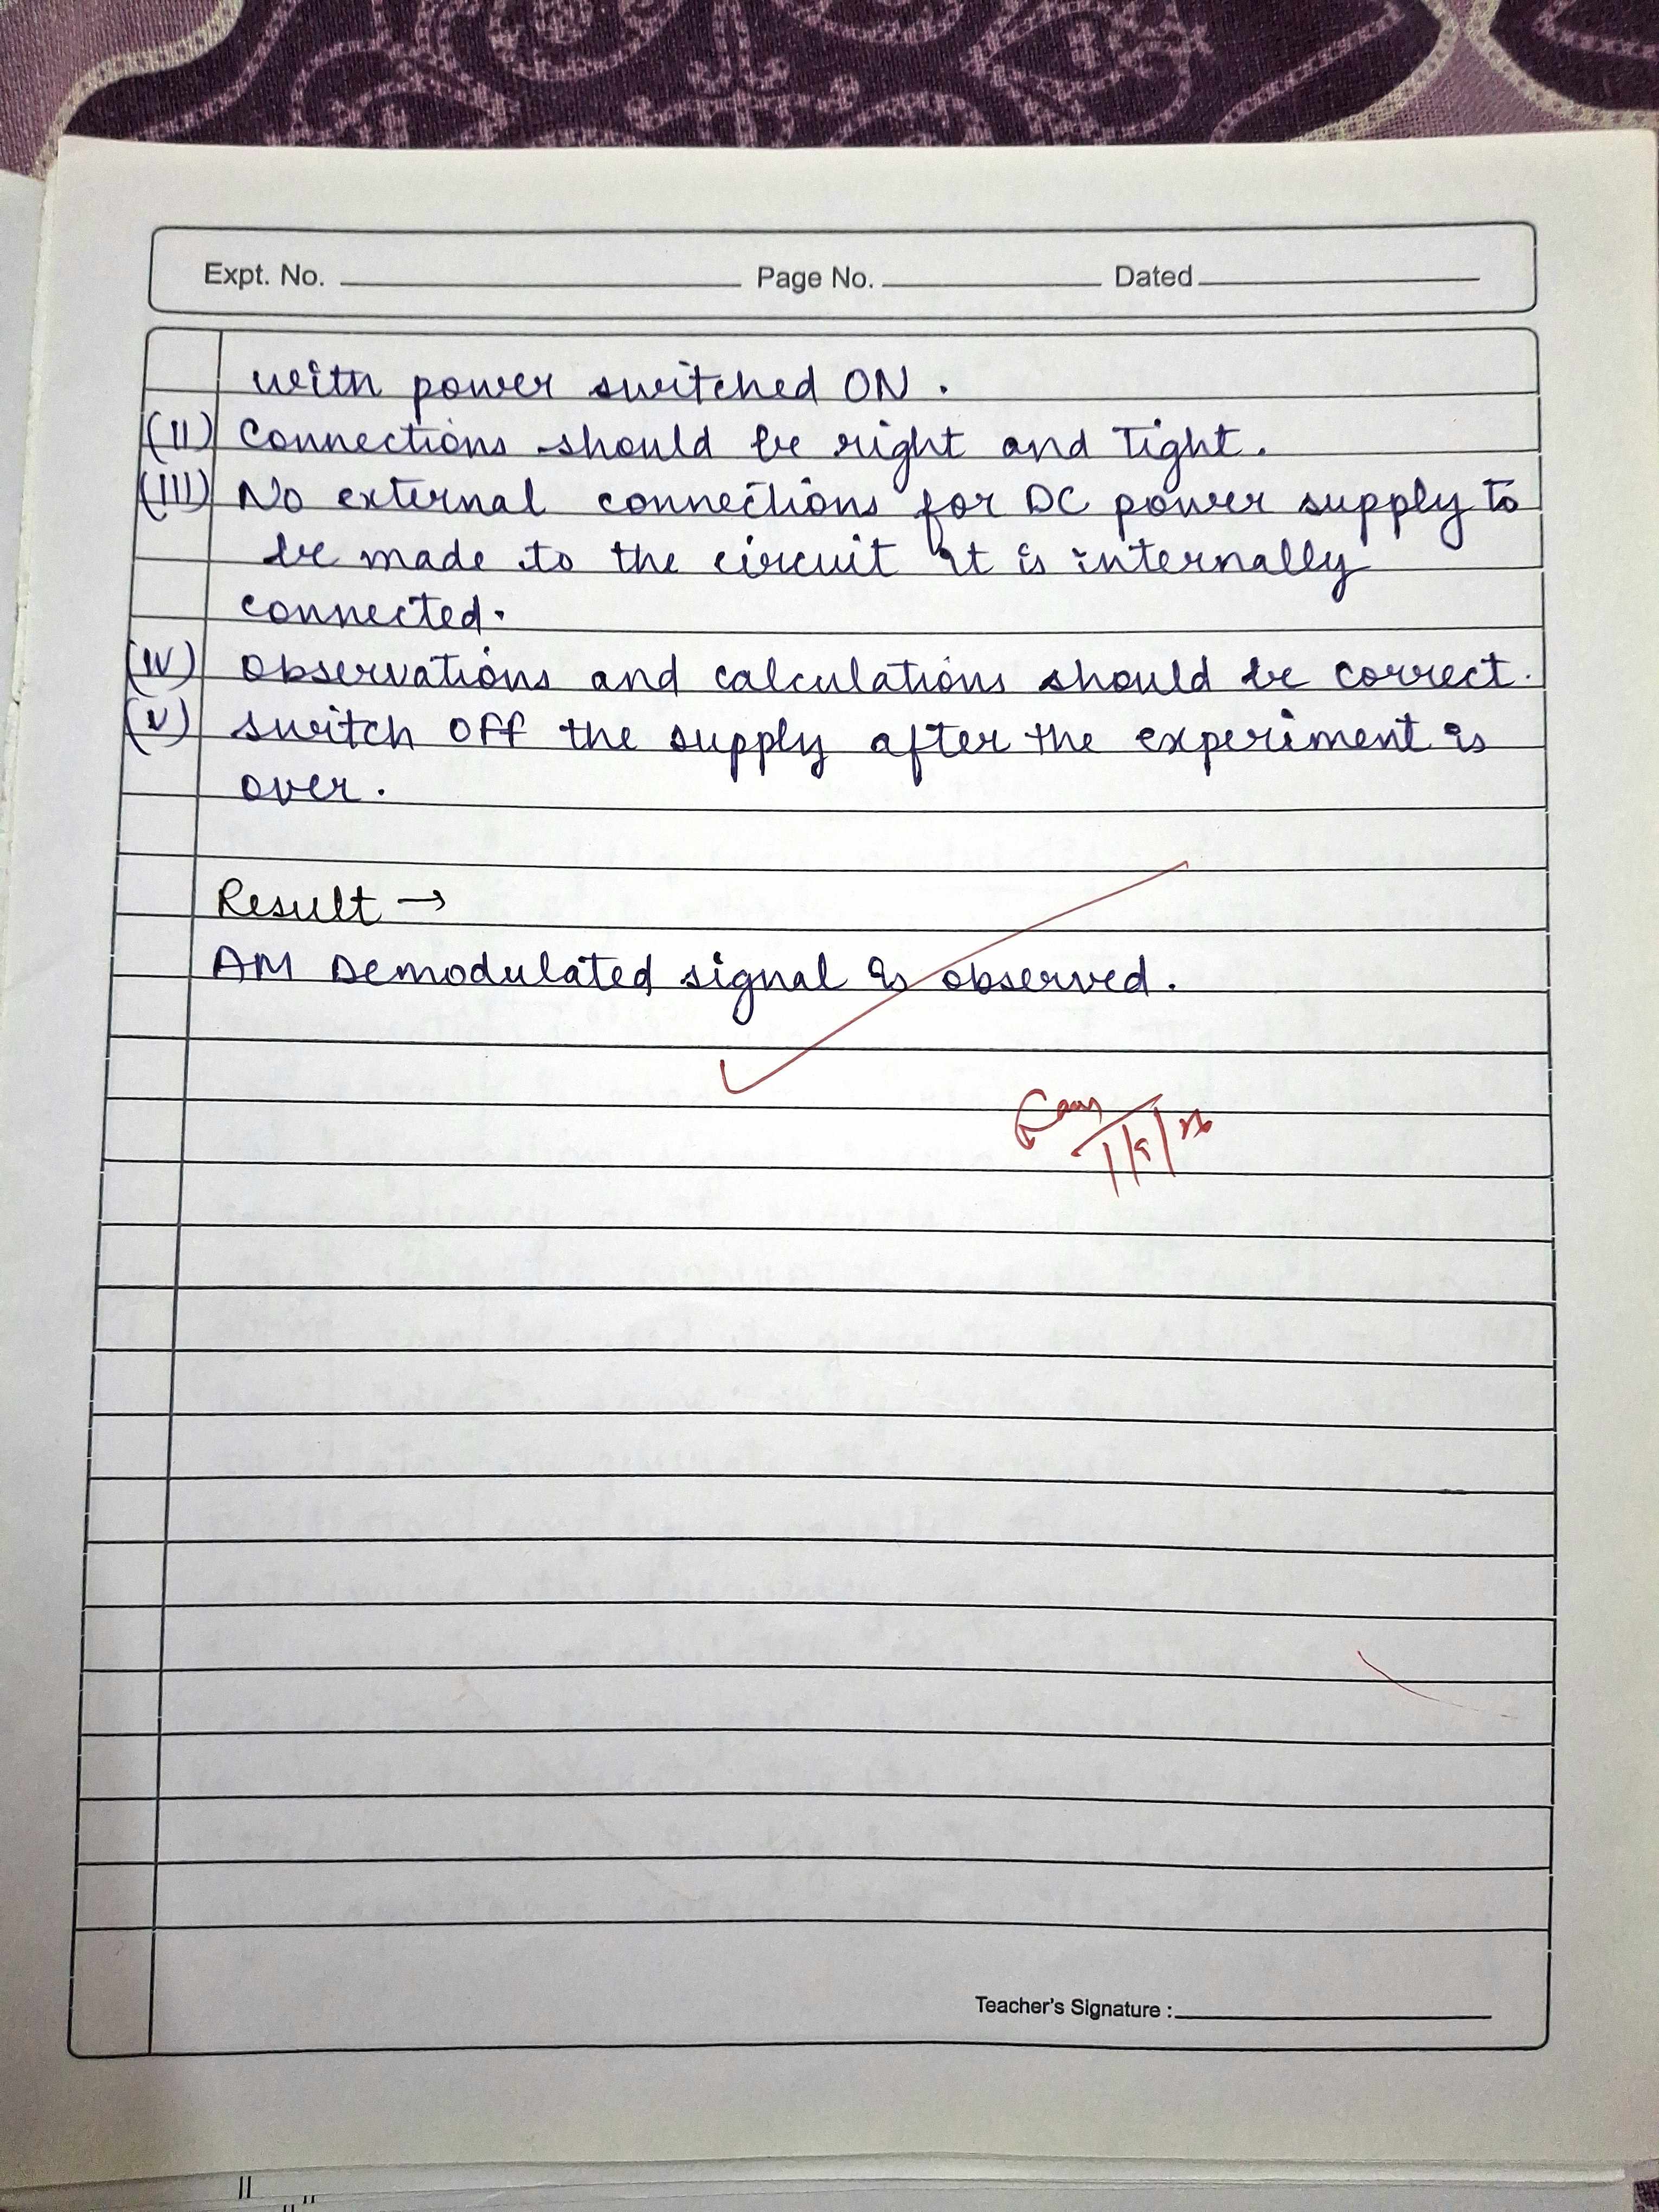 Expt. No. Page No. Dated
with power switched ON.
(II) Connections should be right and Tight.
(III) No external connections for DC power supply to
be made to the circuit it is internally
connected.
(IV) Observations and calculations should be correct.
(V) switch OFF the supply after the experiment is
over.
Result →
AM Demodulated signal is observed.
Teacher's Signature :